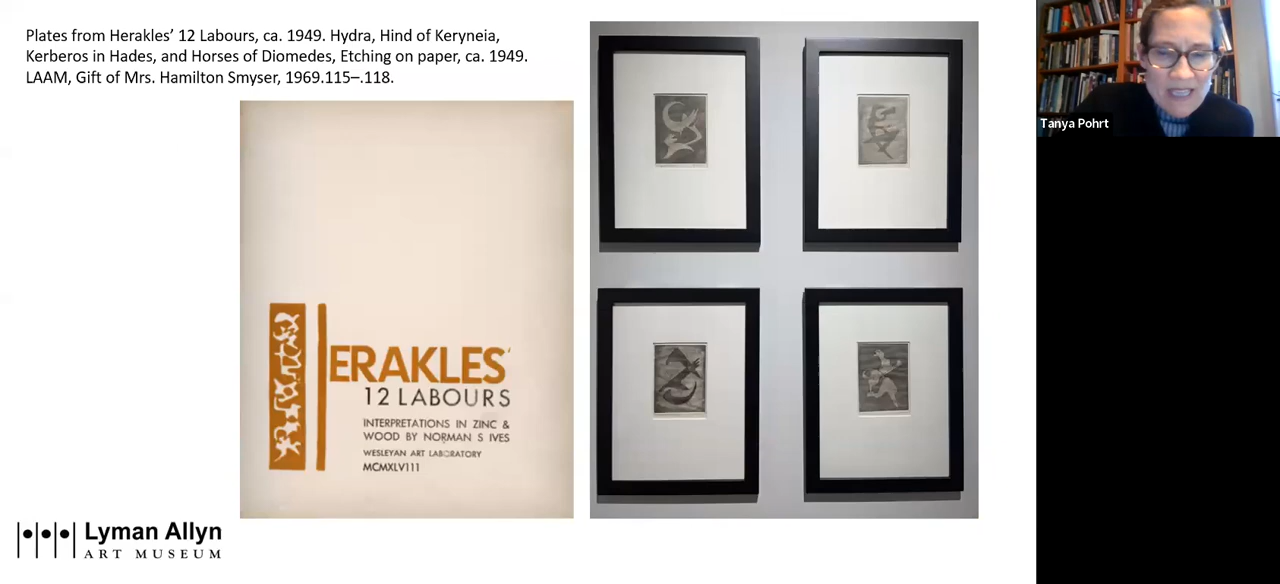 Plates from Herakles’ 12 Labours, ca. 1949. Hydra, Hind of Keryneia,
Kerberos in Hades, and Horses of Diomedes, Etching on paper, ca. 1949.
LAAM, Gift of Mrs. Hamilton Smyser, 1969.115–.118.
Tanya Pohrt
HERAKLES’
12 LABOURS
INTERPRETATIONS IN ZINC &
WOOD BY NORMAN S IVES
WESLEYAN ART LABORATORY
MCMXLVIII
Lyman Allyn
ART MUSEUM